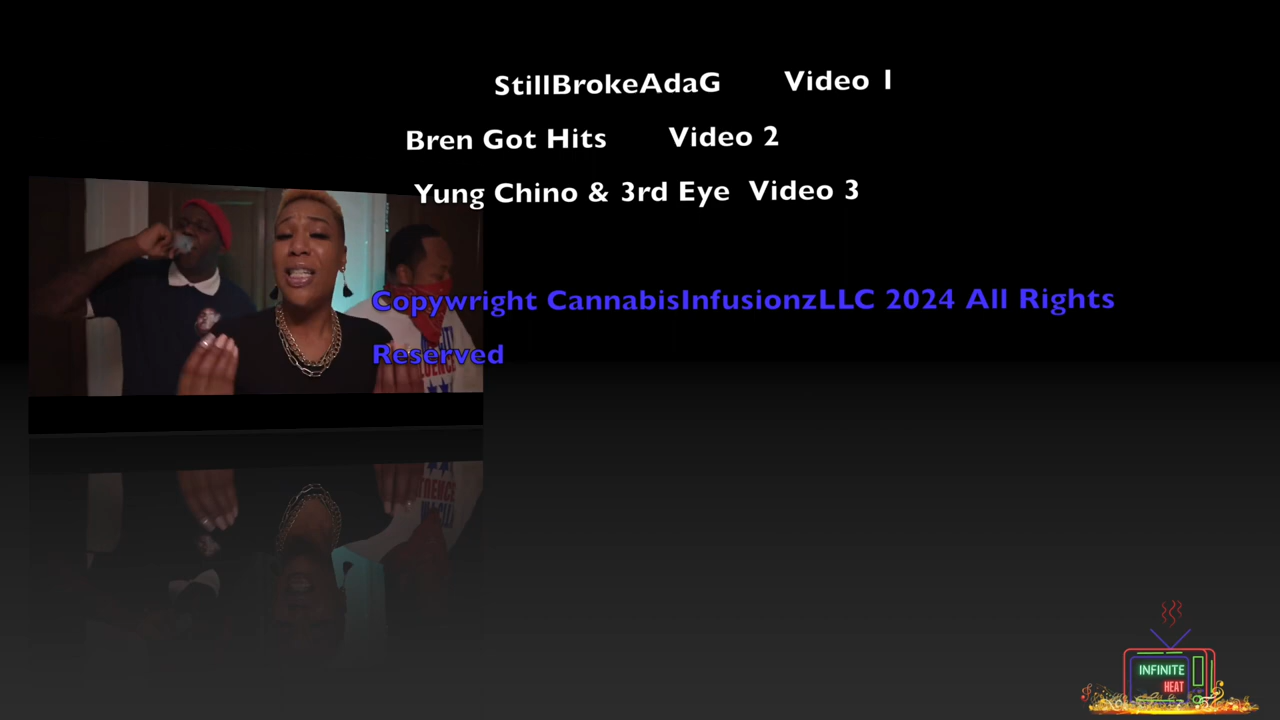 StillBrokeAdaG Video 1
Bren Got Hits Video 2
Yung Chino & 3rd Eye Video 3
Copywright CannabisInfusionzLLC 2024 All Rights
Reserved
INFINITE
HEAT